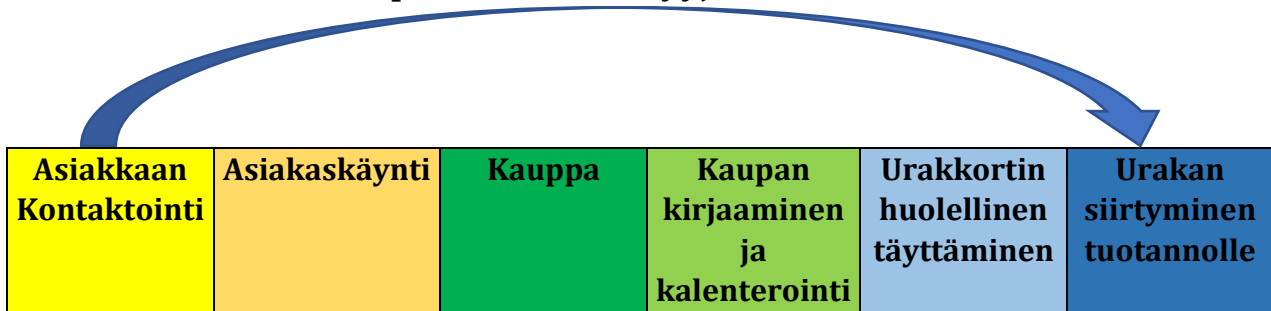 Asiakkaan
Kontaktointi
Asiakaskäynti
Kauppa
Kaupan
kirjaaminen
ja
kalenterointi
Urakkortin
huolellinen
täyttäminen
Urakan
siirtyminen
tuotannolle